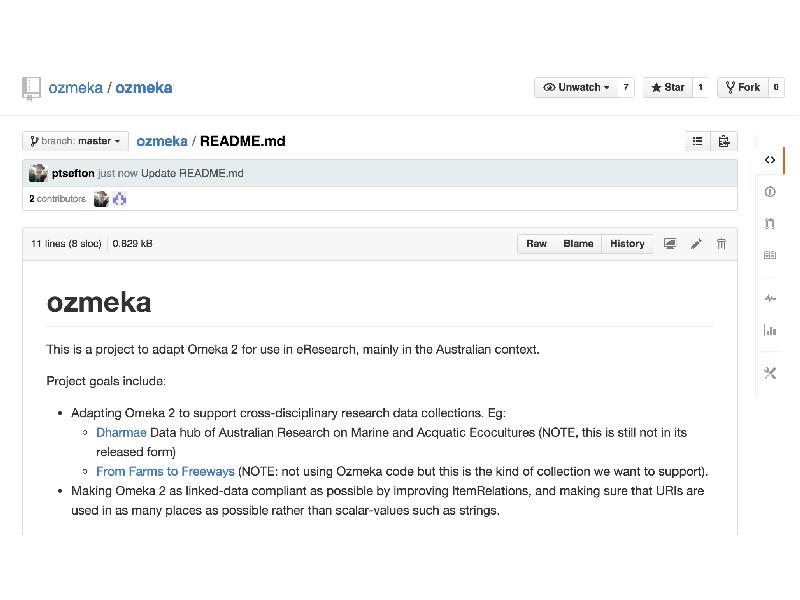 ozmeka / ozmeka
Unwatch 7 Star 1 Fork 0
branch: master ozmeka / README.md
ptsefton just now Update README.md
2 contributors
11 lines (8 sloc) 0.829 kB Raw Blame History
ozmeka
This is a project to adapt Omeka 2 for use in eResearch, mainly in the Australian context.
Project goals include:
• Adapting Omeka 2 to support cross-disciplinary research data collections. Eg:
◦ Dharmae Data hub of Australian Research on Marine and Acquatic Ecocultures (NOTE, this is still not in its
released form)
◦ From Farms to Freeways (NOTE: not using Ozmeka code but this is the kind of collection we want to support).
• Making Omeka 2 as linked-data compliant as possible by improving ItemRelations, and making sure that URIs are
used in as many places as possible rather than scalar-values such as strings.